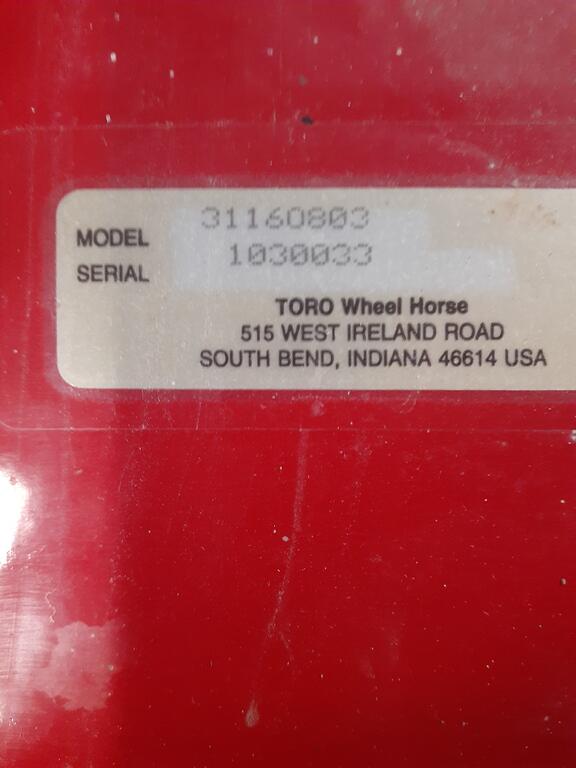 MODEL 31160803
SERIAL 1030033
TORO Wheel Horse
515 WEST IRELAND ROAD
SOUTH BEND, INDIANA 46614 USA